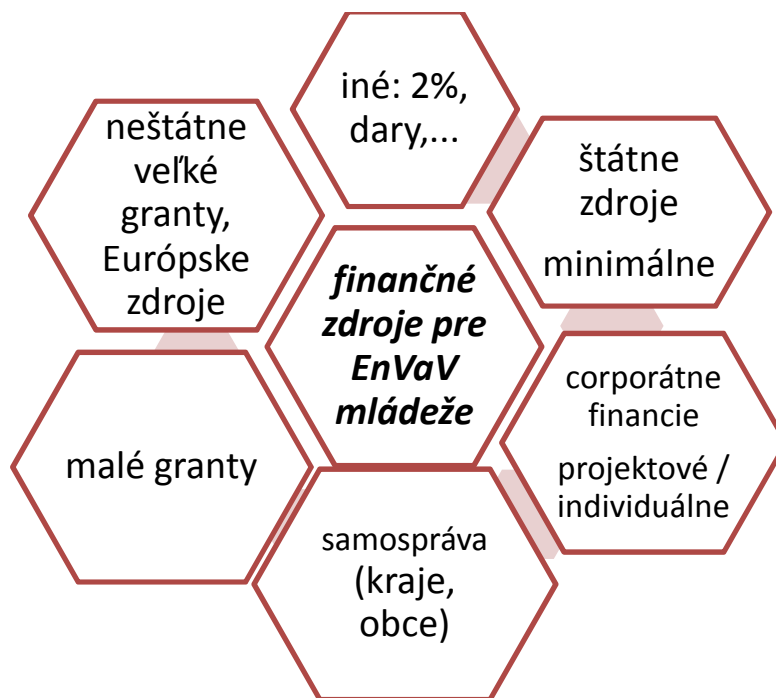 iné: 2%,
dary,...
neštátne
veľké
granty,
Európske
zdroje
štátne
zdroje
minimálne
finančné
zdroje pre
EnVaV
mládeže
corporátne
financie
projektové /
individuálne
malé granty
samospráva
(kraje,
obce)